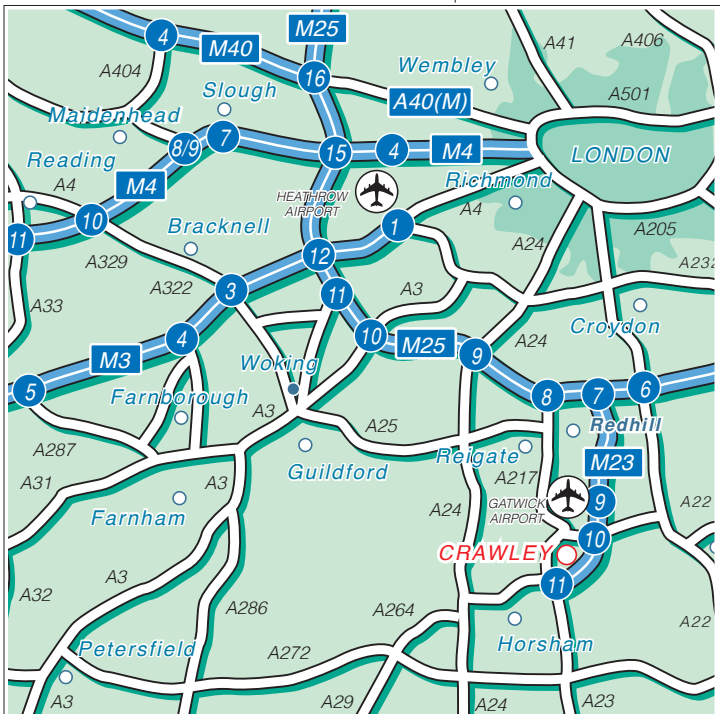 M25
4
M40
A41
A406
A404
16
Wembley
Slough
A40(M)
A501
Maidenhead
8/9
7
15
4
M4
LONDON
Reading
M4
HEATHROW
AIRPORT
Richmond
A4
10
Bracknell
1
A4
A205
11
A24
12
A329
A322
3
11
A3
A232
A33
10
M25
A24
Croydon
4
9
M3
Woking
5
8
7
6
Farnborough
A3
A25
Redhill
A287
Guildford
Reigate
M23
A31
A3
A217
9
Farnham
A24
GATWICK
AIRPORT
A22
10
CRAWLEY
A3
11
A32
A286
A264
Horsham
A22
Petersfield
A272
A3
A29
A24
A23